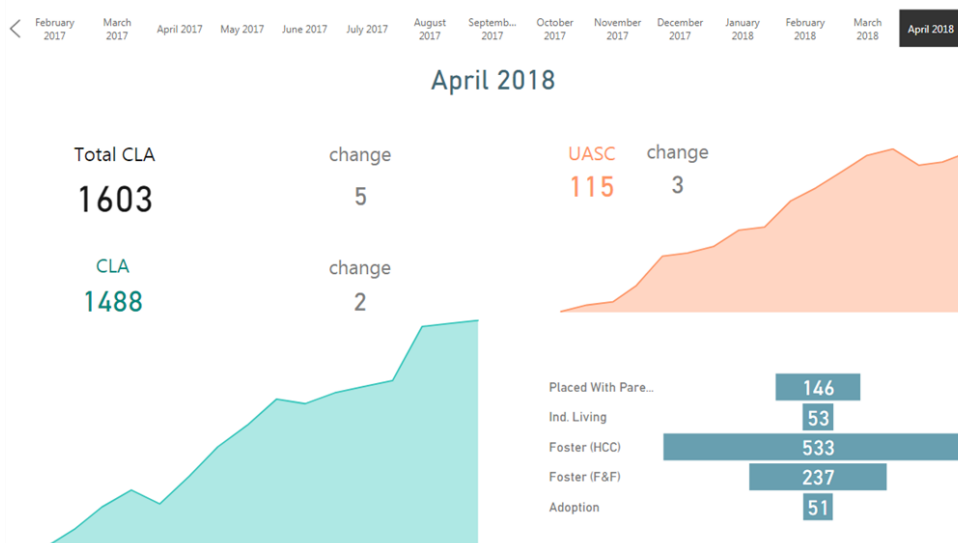 February 2017
March 2017
April 2017
May 2017
June 2017
July 2017
August 2017
Septemb... 2017
October 2017
November 2017
December 2017
January 2018
February 2018
March 2018
April 2018
April 2018
Total CLA
change
1603
5
CLA
change
1488
2
UASC
change
115
3
Placed With Pare...
146
Ind. Living
53
Foster (HCC)
533
Foster (F&F)
237
Adoption
51